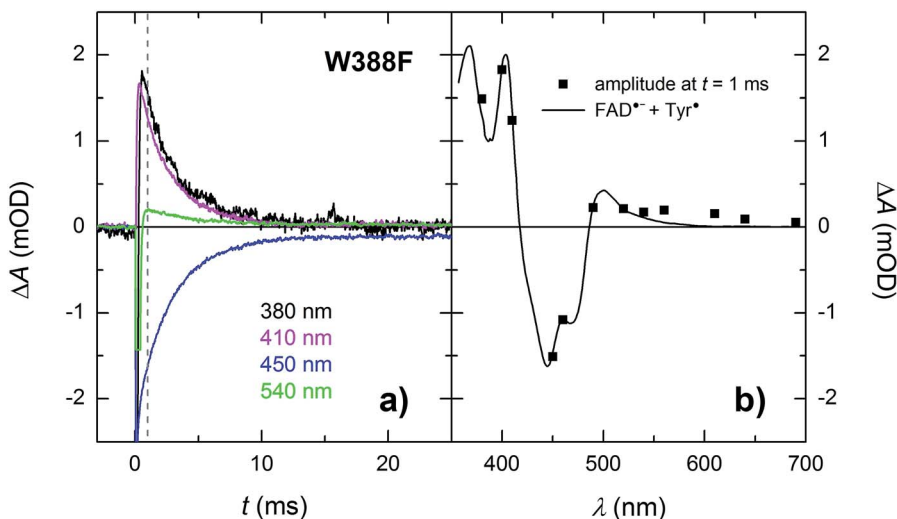 W388F
ΔA (mOD)
2
1
0
-1
-2
380 nm
410 nm
450 nm
540 nm
a)
0
10
20
t (ms)
amplitude at t = 1 ms
FAD•− + Tyr•
b)
400
500
600
700
λ (nm)
2
1
0
-1
-2
ΔA (mOD)